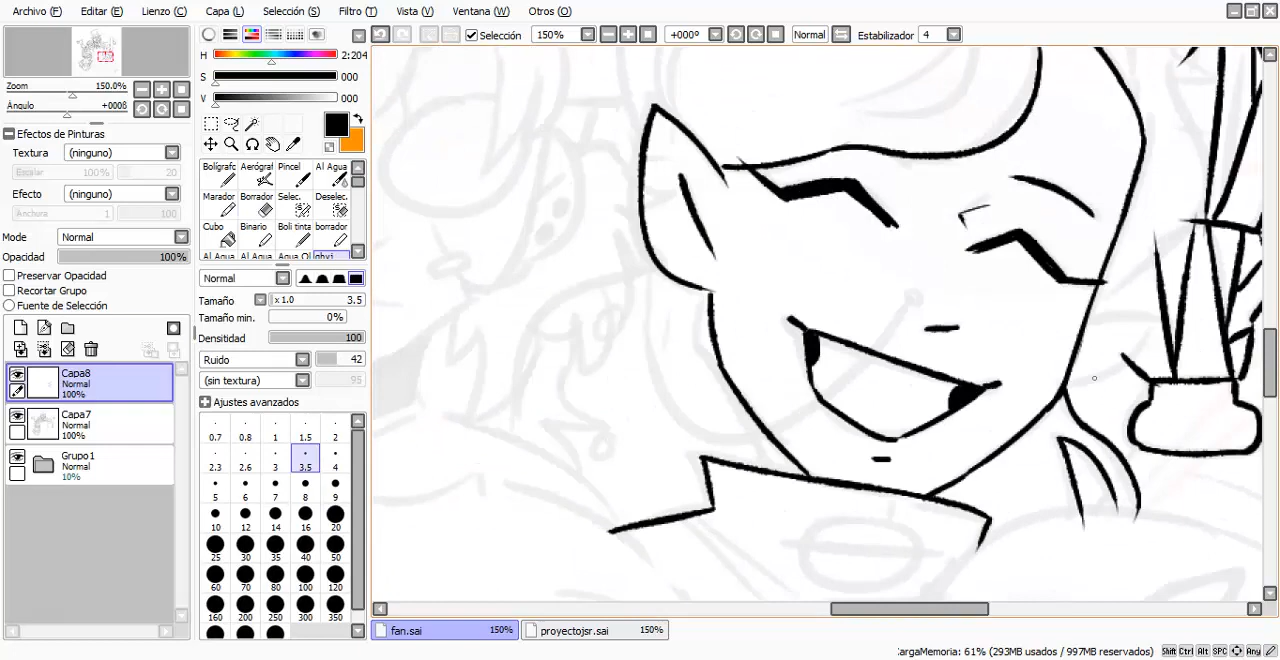 Archivo (F) Editar (E) Lienzo (C) Capa (L) Selección (S) Filtro (T) Vista (V) Ventana (W) Otros (O)
Selección 150% +000º Normal Estabilizador 4
Zoom 150.0%
Ángulo +000ß
Efectos de Pinturas
Textura (ninguno)
Escalar 100% 20
Efecto (ninguno)
Anchura 1 100
Mode Normal
Opacidad 100%
Preservar Opacidad
Recortar Grupo
Fuente de Selección
Capa8
Normal
100%
Capa7
Normal
100%
Grupo1
Normal
10%
H 2:204
S 000
V 000
Bolígrafc Aerógraf Pincel Al Agua
Marador Borrador Selec. Deselec.
Cubo Binario Boli tinta borrador
Al Agua Al Agua Agua Ol ghyj
Normal
Tamaño x 1.0 3.5
Tamaño min. 0%
Densitidad 100
Ruido 42
(sin textura) 95
Ajustes avanzados
0.7 0.8 1 1.5 2
2.3 2.6 3 3.5 4
5 6 7 8 9
10 12 14 16 20
25 30 35 40 50
60 70 80 100 120
160 200 250 300 350
fan.sai 150% proyectojsr.sai 150%
:argaMemoria: 61% (293MB usados / 997MB reservados) Shift Ctrl Alt SPC Any